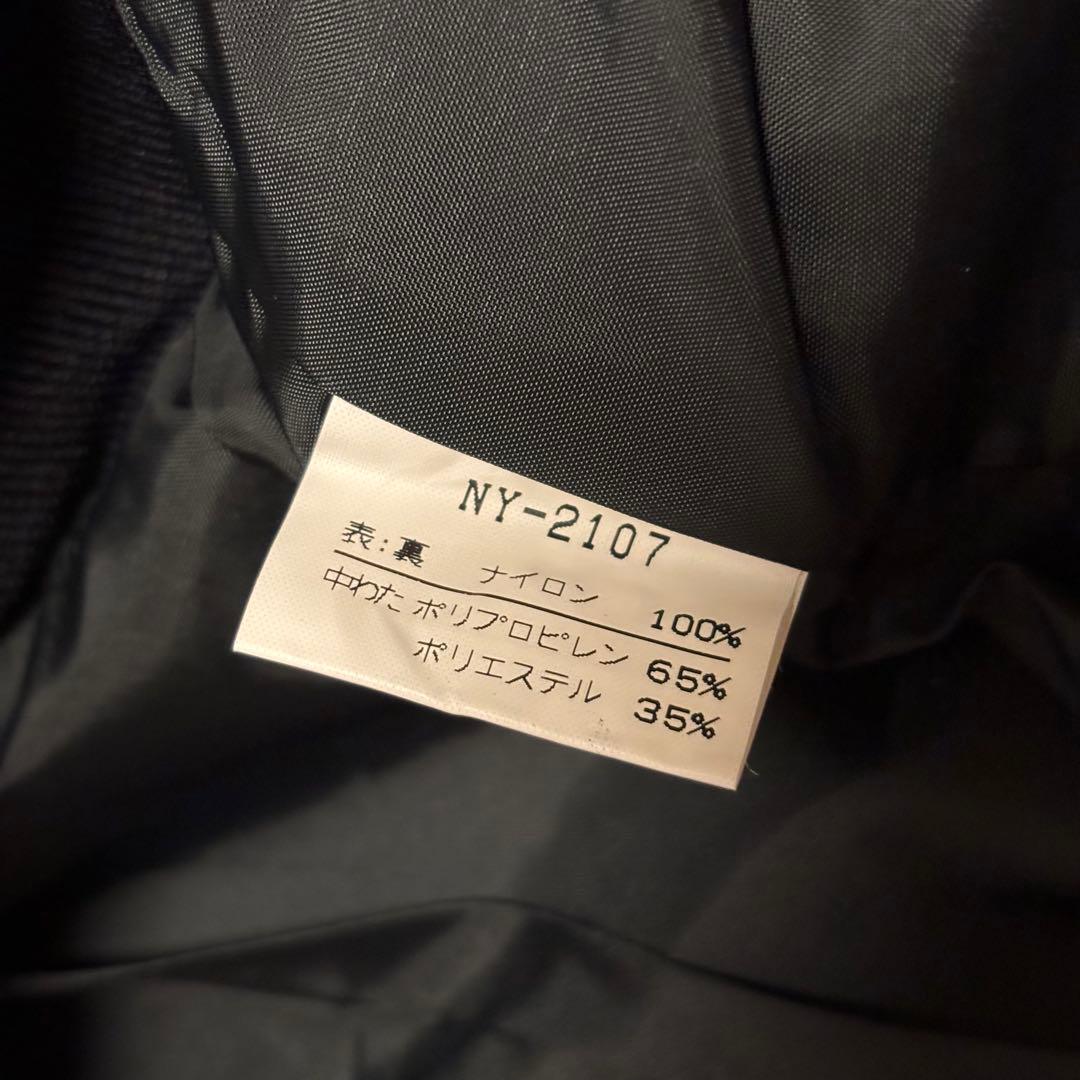 NY-2107
表:裏 ナイロン 100%
中わた ポリプロピレン 65%
ポリエステル 35%